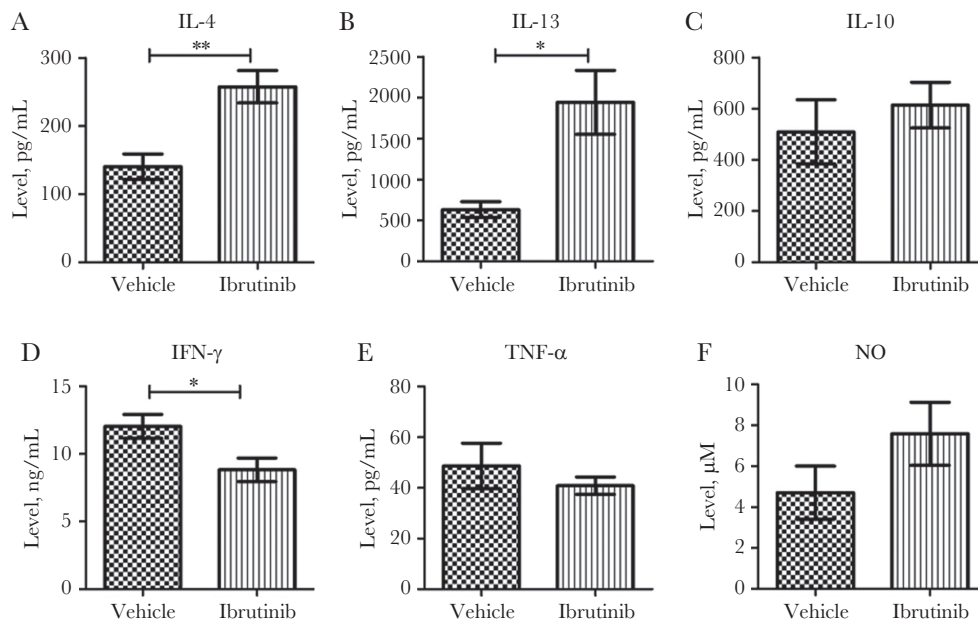 A
IL-4
**
300
200
100
0
Level, pg/mL
Vehicle
Ibrutinib
B
IL-13
*
2500
2000
1500
1000
500
0
Level, pg/mL
Vehicle
Ibrutinib
C
IL-10
800
600
400
200
0
Level, pg/mL
Vehicle
Ibrutinib
D
IFN-γ
*
15
10
5
0
Level, ng/mL
Vehicle
Ibrutinib
E
TNF-α
80
60
40
20
0
Level, pg/mL
Vehicle
Ibrutinib
F
NO
10
8
6
4
2
0
Level, μM
Vehicle
Ibrutinib